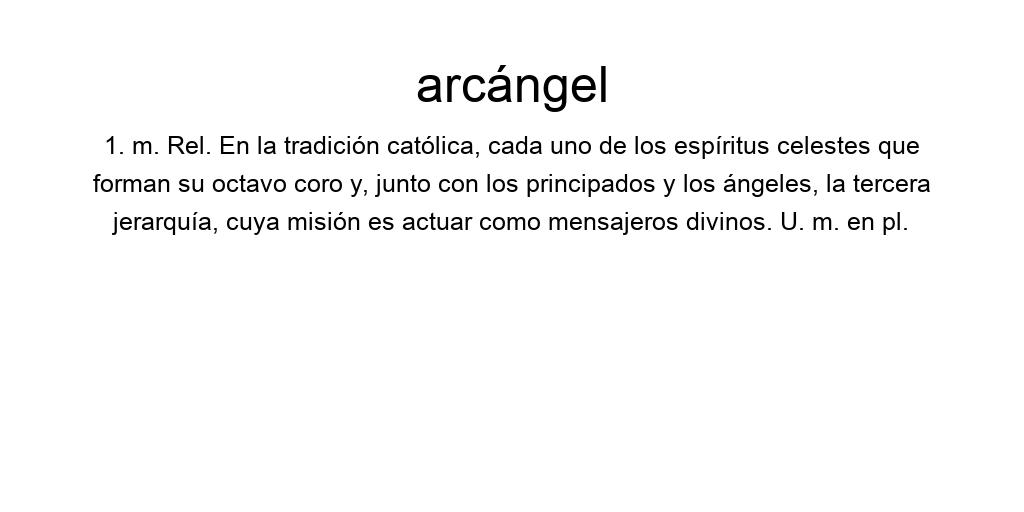 arcángel
1. m. Rel. En la tradición católica, cada uno de los espíritus celestes que
forman su octavo coro y, junto con los principados y los ángeles, la tercera
jerarquía, cuya misión es actuar como mensajeros divinos. U. m. en pl.